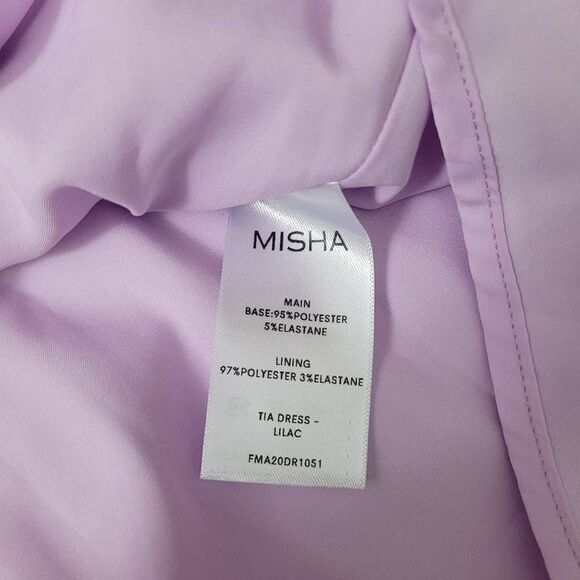 MISHA
MAIN
BASE:95%POLYESTER
5%ELASTANE
LINING
97%POLYESTER 3%ELASTANE
TIA DRESS -
LILAC
FMA20DR1051